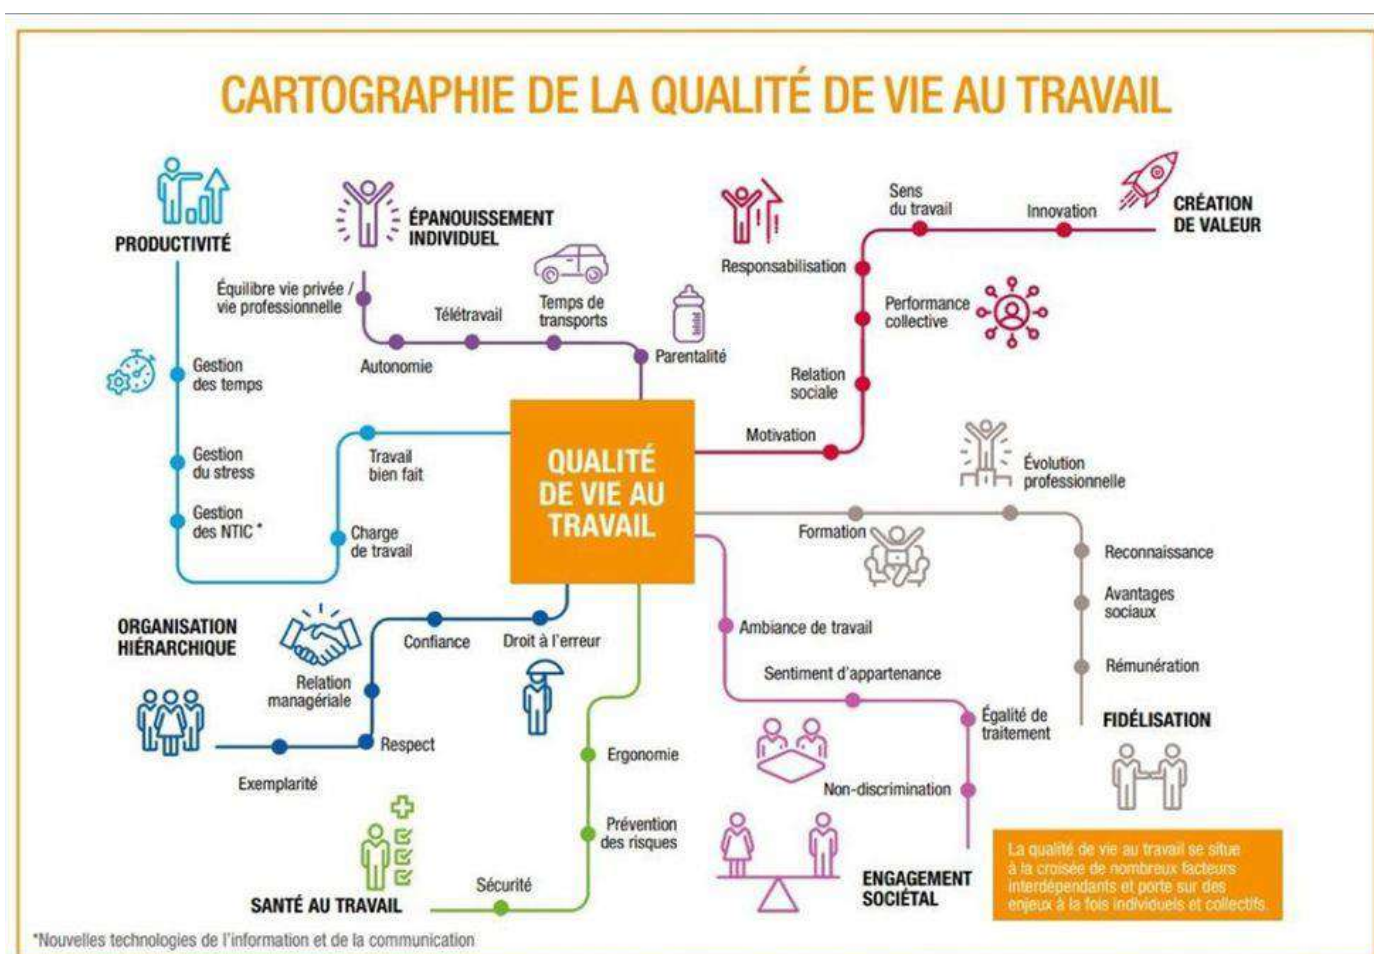 CARTOGRAPHIE DE LA QUALITÉ DE VIE AU TRAVAIL
PRODUCTIVITÉ
Gestion
des temps
Gestion
du stress
Gestion
des NTIC *
Charge
de travail
Travail
bien fait
ÉPANOUISSEMENT
INDIVIDUEL
Équilibre vie privée /
vie professionnelle
Autonomie
Télétravail
Temps de
transports
Parentalité
CRÉATION
DE VALEUR
Innovation
Sens
du travail
Responsabilisation
Performance
collective
Relation
sociale
Motivation
QUALITÉ
DE VIE AU
TRAVAIL
Formation
Évolution
professionnelle
Reconnaissance
Avantages
sociaux
Rémunération
FIDÉLISATION
ORGANISATION
HIÉRARCHIQUE
Exemplarité
Respect
Relation
managériale
Confiance
Droit à l'erreur
Ergonomie
Prévention
des risques
Sécurité
SANTÉ AU TRAVAIL
Ambiance de travail
Sentiment d'appartenance
Égalité de
traitement
Non-discrimination
ENGAGEMENT
SOCIÉTAL
La qualité de vie au travail se situe
à la croisée de nombreux facteurs
interdépendants et porte sur des
enjeux à la fois individuels et collectifs.
*Nouvelles technologies de l'information et de la communication